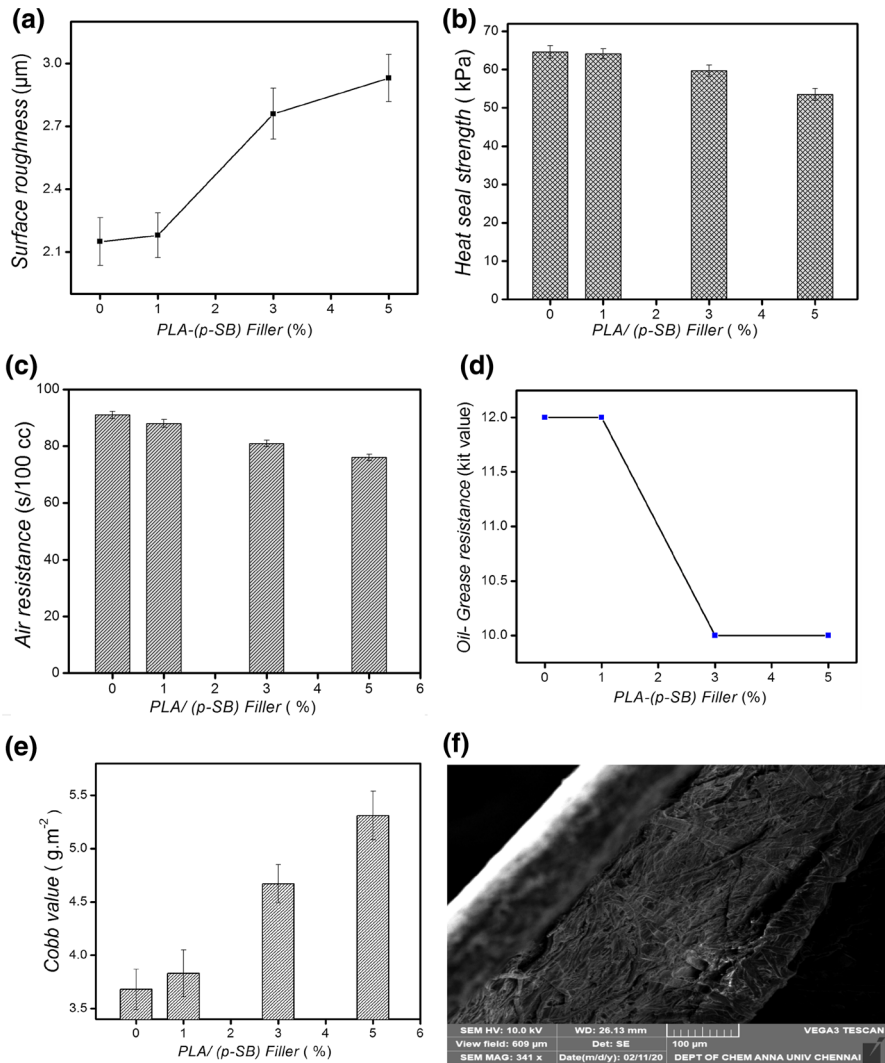 (a)
Surface roughness (μm)
3.0
2.7
2.4
2.1
0 1 2 3 4 5
PLA-(p-SB) Filler (%)
(b)
Heat seal strength ( kPa)
70
60
50
40
30
20
10
0
0 1 2 3 4 5
PLA/ (p-SB) Filler ( %)
(c)
Air resistance (s/100 cc)
100
80
60
40
20
0
0 1 2 3 4 5 6
PLA/ (p-SB) Filler ( %)
(d)
Oil- Grease resistance (kit value)
12.0
11.5
11.0
10.5
10.0
0 1 2 3 4 5
PLA-(p-SB) Filler (%)
(e)
Cobb value ( g.m-2)
5.5
5.0
4.5
4.0
3.5
0 1 2 3 4 5 6
PLA/ (p-SB) Filler ( %)
(f)
SEM HV: 10.0 kV WD: 26.13 mm VEGA3 TESCAN
View field: 609 μm Det: SE 100 μm
SEM MAG: 341 x Date(m/d/y): 02/11/20 DEPT OF CHEM ANNA UNIV CHENNAI